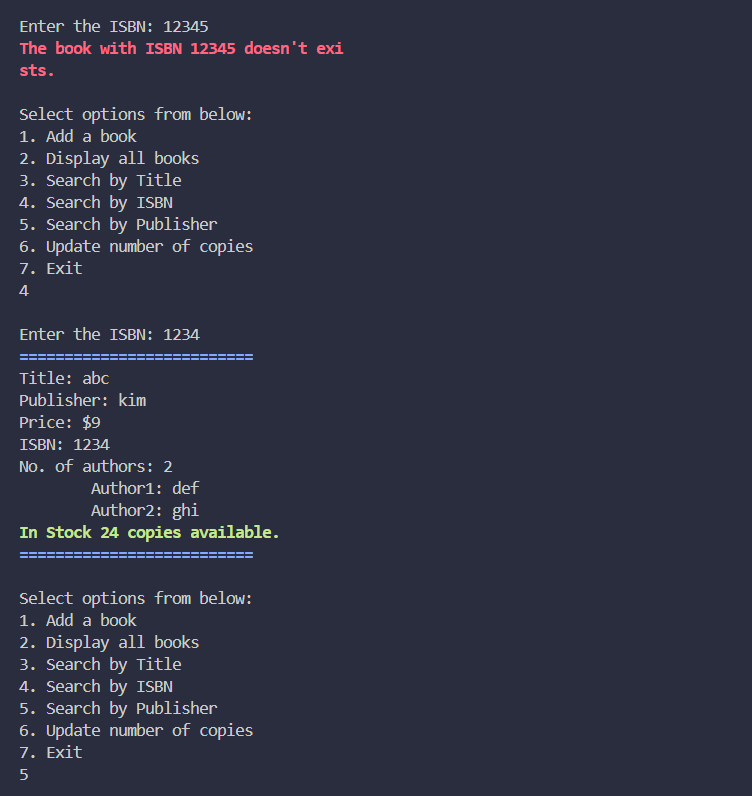 Enter the ISBN: 12345
The book with ISBN 12345 doesn't exi
sts.
Select options from below:
1. Add a book
2. Display all books
3. Search by Title
4. Search by ISBN
5. Search by Publisher
6. Update number of copies
7. Exit
4
Enter the ISBN: 1234
==========================
Title: abc
Publisher: kim
Price: $9
ISBN: 1234
No. of authors: 2
        Author1: def
        Author2: ghi
In Stock 24 copies available.
==========================
Select options from below:
1. Add a book
2. Display all books
3. Search by Title
4. Search by ISBN
5. Search by Publisher
6. Update number of copies
7. Exit
5